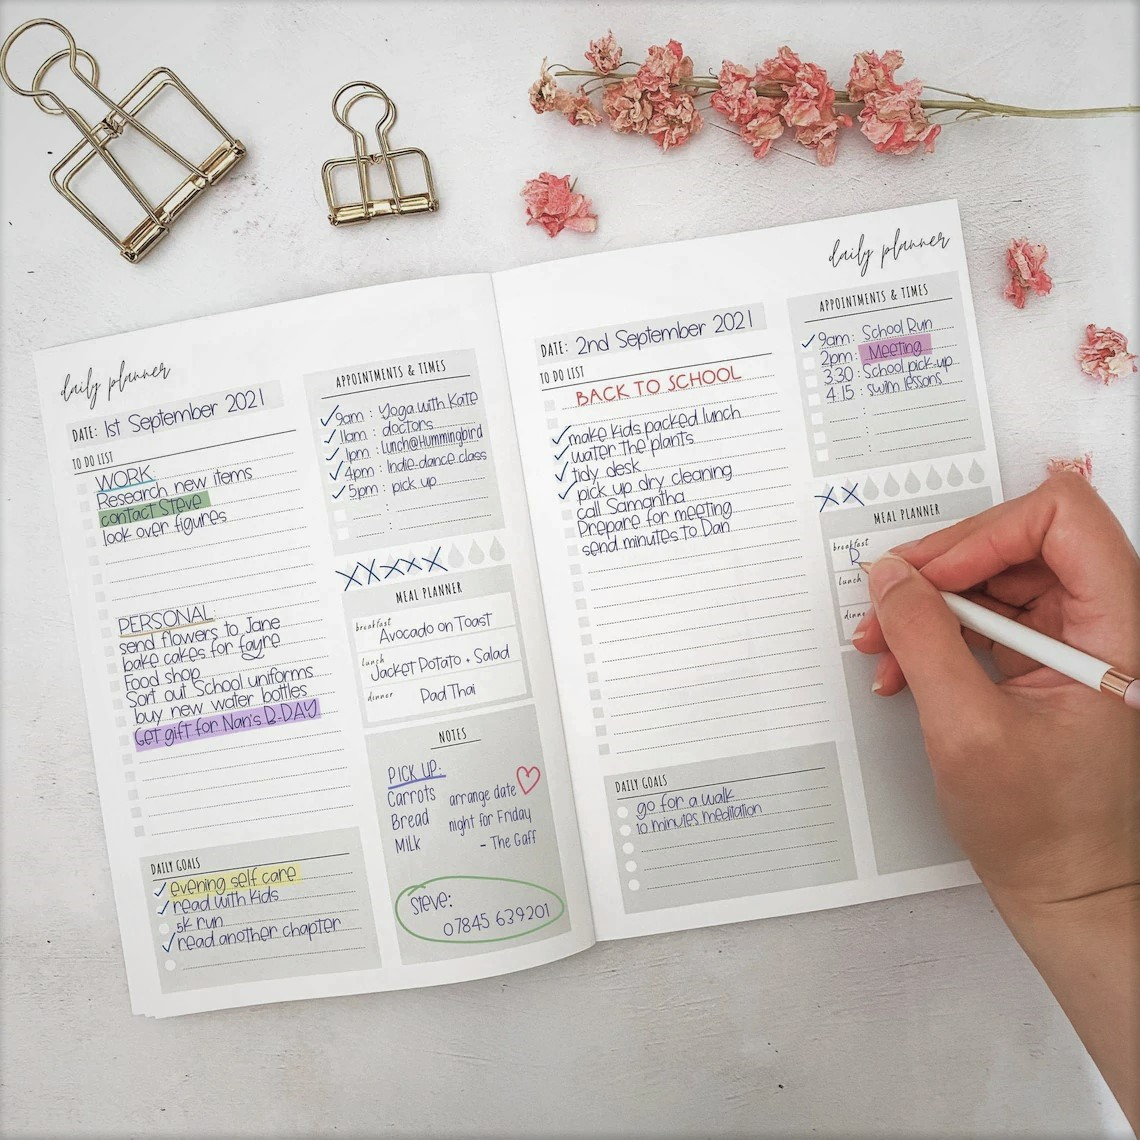 daily planner
DATE: 1st September 2021
TO DO LIST
WORK:
Research new items
contact Steve
look over figures
PERSONAL:
send flowers to Jane
bake cakes for fayre
Food shop
Sort out School uniforms
buy new water bottles
Get gift for Nan's B-DAY
DAILY GOALS
evening self care
read with kids
5k run
read another chapter
APPOINTMENTS & TIMES
9am : Yoga with Kate
11am : doctors
1pm : Lunch@Hummingbird
4pm : Indie dance class
5pm : pick up
MEAL PLANNER
breakfast
Avocado on Toast
lunch
Jacket Potato + Salad
dinner
Pad Thai
NOTES
PICK UP:
Carrots
Bread
Milk
arrange date
night for Friday
- The Gaff
Steve:
07845 639201
daily planner
DATE: 2nd September 2021
TO DO LIST
BACK TO SCHOOL
make kids packed lunch
water the plants
tidy desk
pick up dry cleaning
call Samantha
Prepare for meeting
send minutes to Dan
DAILY GOALS
go for a walk
10 minutes meditation
APPOINTMENTS & TIMES
9am : School Run
2pm : Meeting
3.30 : School pick-up
4.15 : swim lessons
MEAL PLANNER
breakfast
lunch